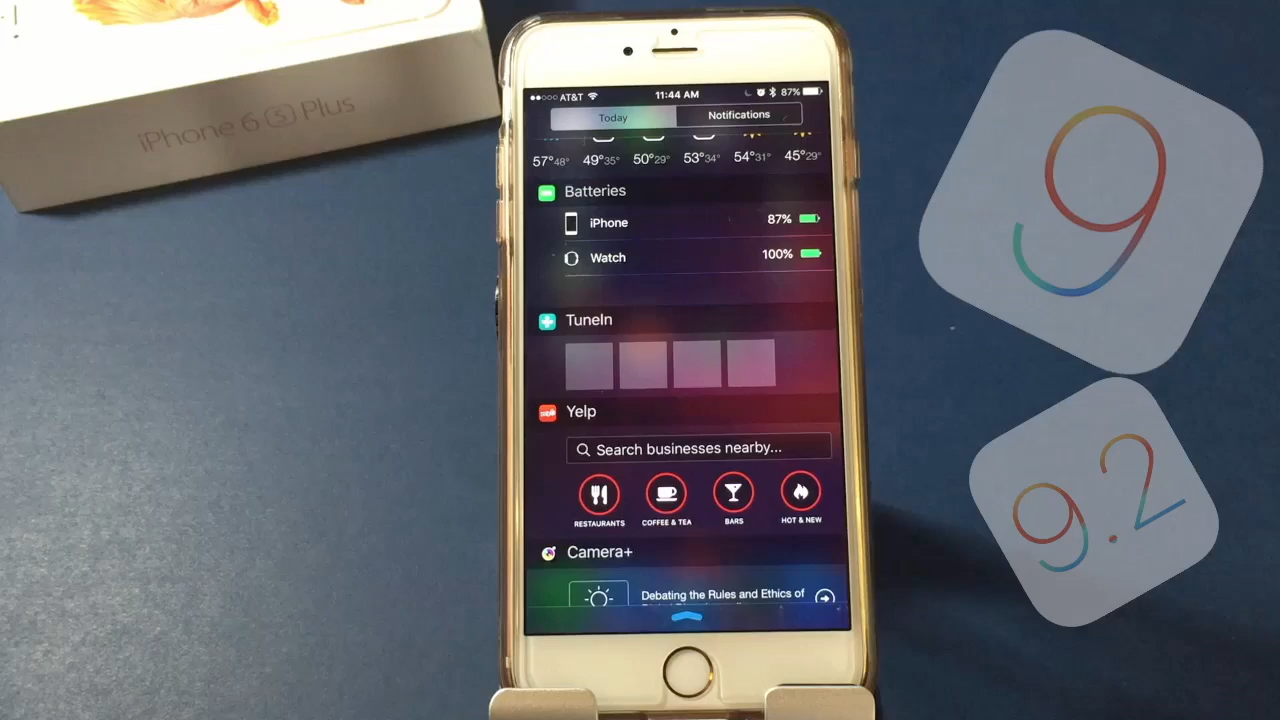 iPhone 6 S Plus
AT&T 11:44 AM 87%
Today Notifications
57°48° 49°35° 50°29° 53°34° 54°31° 45°29°
Batteries
iPhone 87%
Watch 100%
TuneIn
Yelp
Search businesses nearby...
RESTAURANTS COFFEE & TEA BARS HOT & NEW
Camera+
Debating the Rules and Ethics of
9
9.2